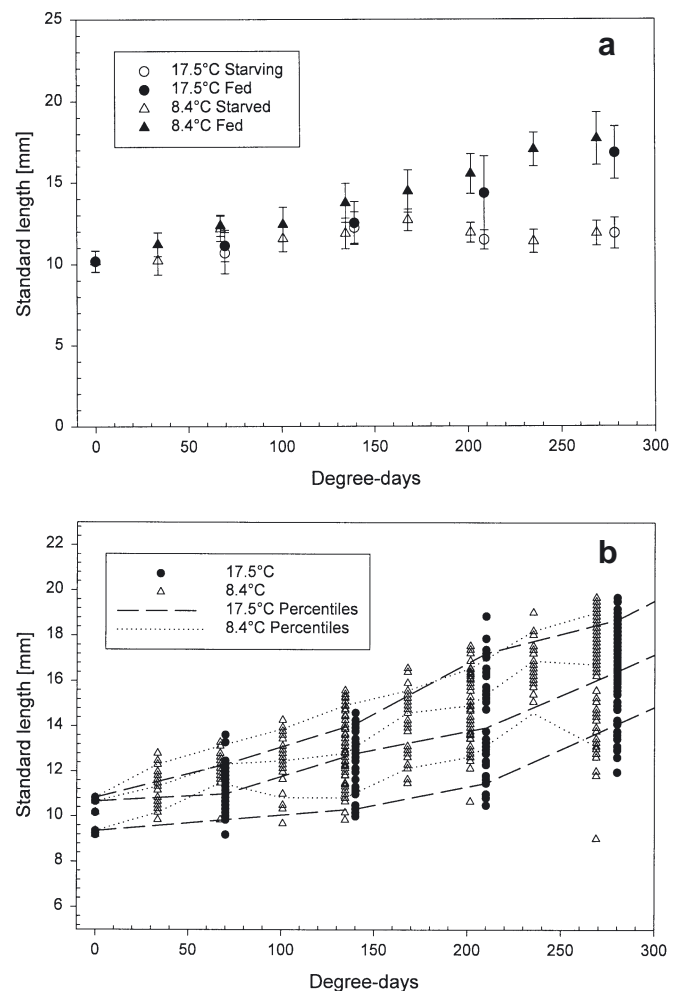 25
a
17.5°C Starving
17.5°C Fed
8.4°C Starved
8.4°C Fed
20
15
10
5
0
Standard length [mm]
0 50 100 150 200 250 300
Degree-days
22
b
17.5°C
8.4°C
17.5°C Percentiles
8.4°C Percentiles
20
18
16
14
12
10
8
6
Standard length [mm]
0 50 100 150 200 250 300
Degree-days